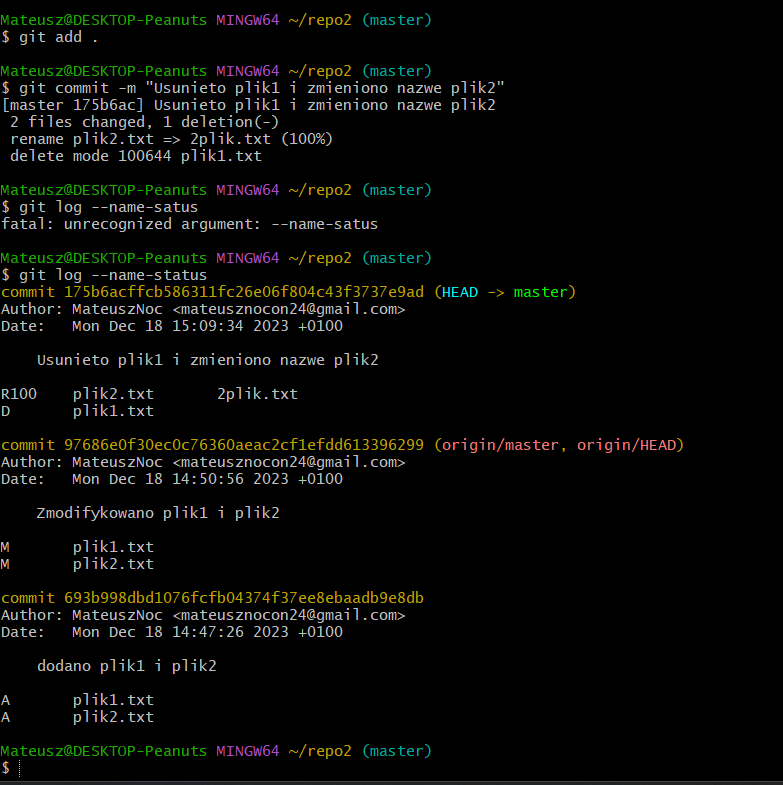 Mateusz@DESKTOP-Peanuts MINGW64 ~/repo2 (master)
$ git add .
Mateusz@DESKTOP-Peanuts MINGW64 ~/repo2 (master)
$ git commit -m "Usunieto plik1 i zmieniono nazwe plik2"
[master 175b6ac] Usunieto plik1 i zmieniono nazwe plik2
 2 files changed, 1 deletion(-)
 rename plik2.txt => 2plik.txt (100%)
 delete mode 100644 plik1.txt
Mateusz@DESKTOP-Peanuts MINGW64 ~/repo2 (master)
$ git log --name-satus
fatal: unrecognized argument: --name-satus
Mateusz@DESKTOP-Peanuts MINGW64 ~/repo2 (master)
$ git log --name-status
commit 175b6acffcb586311fc26e06f804c43f3737e9ad (HEAD -> master)
Author: MateuszNoc <mateusznocon24@gmail.com>
Date:   Mon Dec 18 15:09:34 2023 +0100
    Usunieto plik1 i zmieniono nazwe plik2
R100    plik2.txt       2plik.txt
D       plik1.txt
commit 97686e0f30ec0c76360aeac2cf1efdd613396299 (origin/master, origin/HEAD)
Author: MateuszNoc <mateusznocon24@gmail.com>
Date:   Mon Dec 18 14:50:56 2023 +0100
    Zmodifykowano plik1 i plik2
M       plik1.txt
M       plik2.txt
commit 693b998dbd1076fcfb04374f37ee8ebaadb9e8db
Author: MateuszNoc <mateusznocon24@gmail.com>
Date:   Mon Dec 18 14:47:26 2023 +0100
    dodano plik1 i plik2
A       plik1.txt
A       plik2.txt
Mateusz@DESKTOP-Peanuts MINGW64 ~/repo2 (master)
$